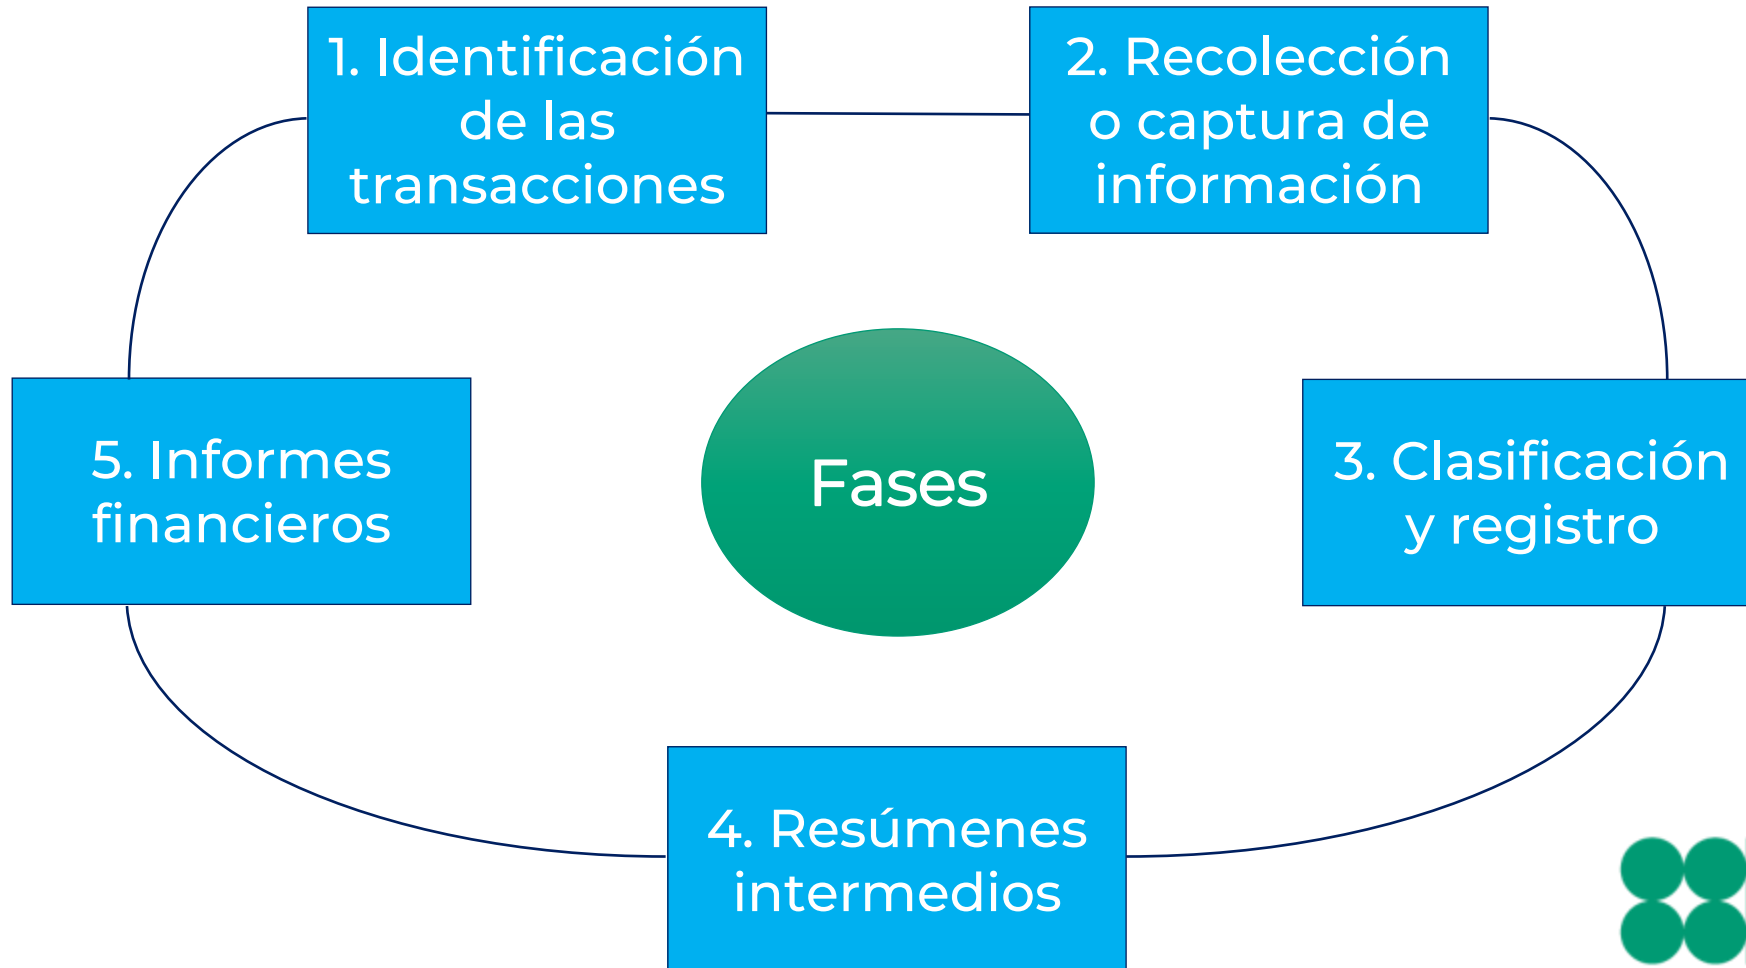 1. Identificación
de las
transacciones
2. Recolección
o captura de
información
3. Clasificación
y registro
4. Resúmenes
intermedios
5. Informes
financieros
Fases